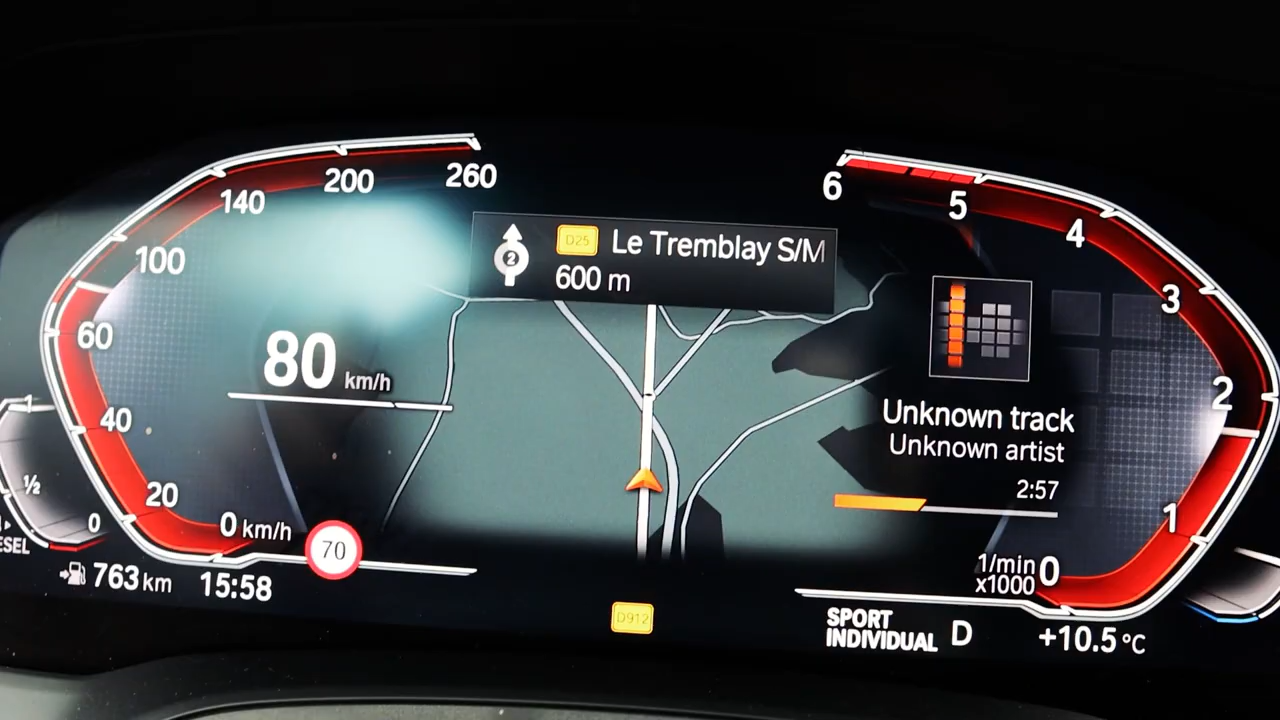 260
200
140
100
60
40
20
0 km/h
80 km/h
70
1
½
0
ESEL
763 km
15:58
2
D25 Le Tremblay S/M
600 m
D912
6
5
4
3
2
1
0
1/min
x1000
Unknown track
Unknown artist
2:57
SPORT
INDIVIDUAL D
+10.5 °C